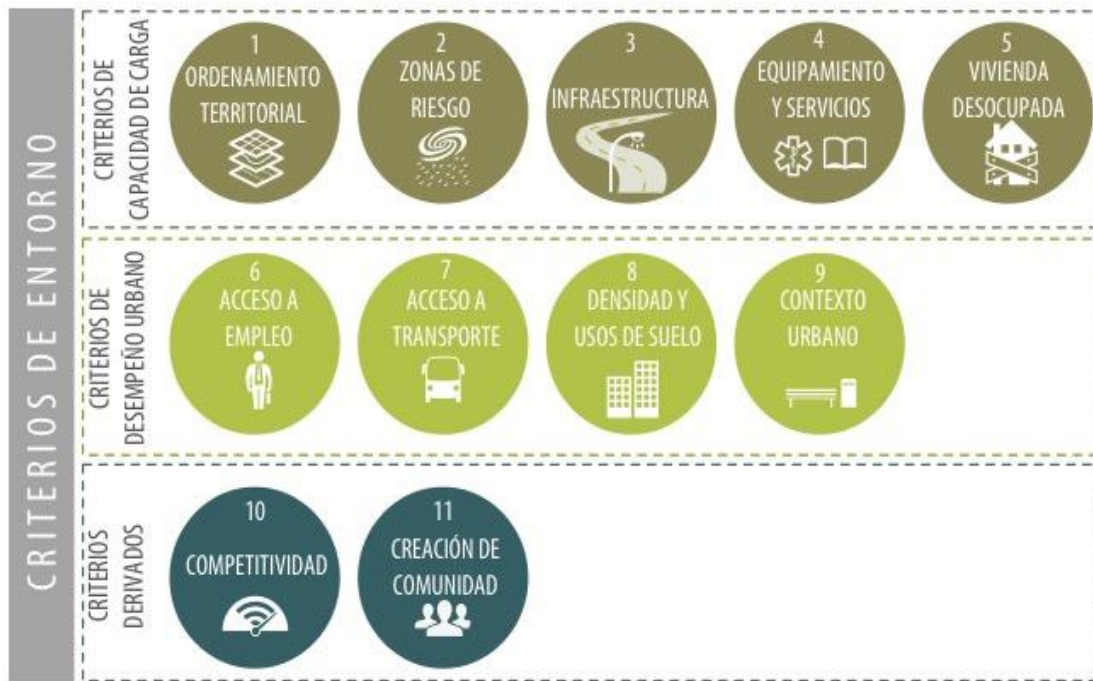 CRITERIOS DE ENTORNO
CRITERIOS DE
CAPACIDAD DE CARGA
1
ORDENAMIENTO
TERRITORIAL
2
ZONAS DE
RIESGO
3
INFRAESTRUCTURA
4
EQUIPAMIENTO
Y SERVICIOS
5
VIVIENDA
DESOCUPADA
CRITERIOS DE
DESEMPEÑO URBANO
6
ACCESO A
EMPLEO
7
ACCESO A
TRANSPORTE
8
DENSIDAD Y
USOS DE SUELO
9
CONTEXTO
URBANO
CRITERIOS
DERIVADOS
10
COMPETITIVIDAD
11
CREACIÓN DE
COMUNIDAD